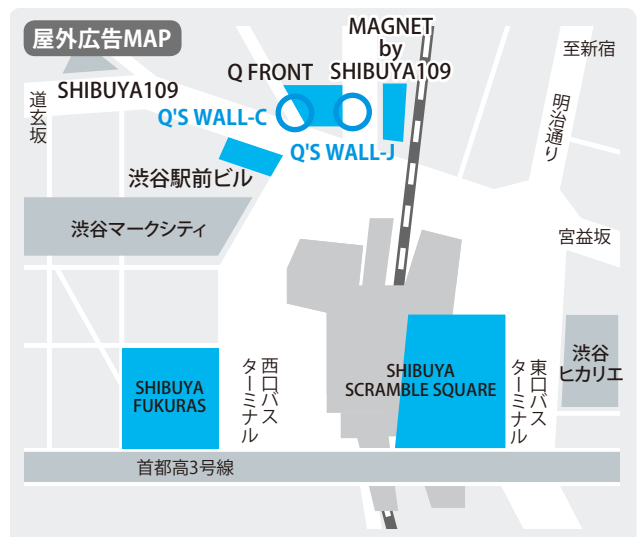 屋外広告MAP
MAGNET
by
SHIBUYA109
至新宿
Q FRONT
SHIBUYA109
道玄坂
Q'S WALL-C
明治通り
Q'S WALL-J
渋谷駅前ビル
渋谷マークシティ
宮益坂
SHIBUYA
FUKURAS
西口バス
ターミナル
SHIBUYA
SCRAMBLE SQUARE
東口バス
ターミナル
渋谷
ヒカリエ
首都高3号線